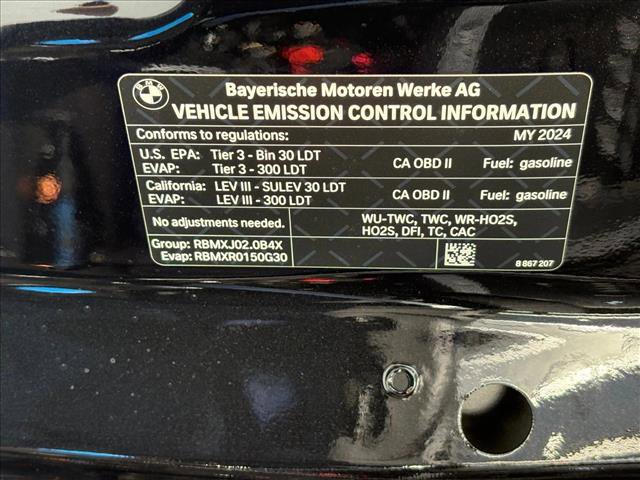 BMW
Bayerische Motoren Werke AG
VEHICLE EMISSION CONTROL INFORMATION
Conforms to regulations: MY 2024
U.S. EPA: Tier 3 - Bin 30 LDT CA OBD II Fuel: gasoline
EVAP: Tier 3 - 300 LDT
California: LEV III - SULEV 30 LDT CA OBD II Fuel: gasoline
EVAP: LEV III - 300 LDT
No adjustments needed. WU-TWC, TWC, WR-HO2S,
HO2S, DFI, TC, CAC
Group: RBMXJ02.0B4X
Evap: RBMXR0150G30 8 867 207